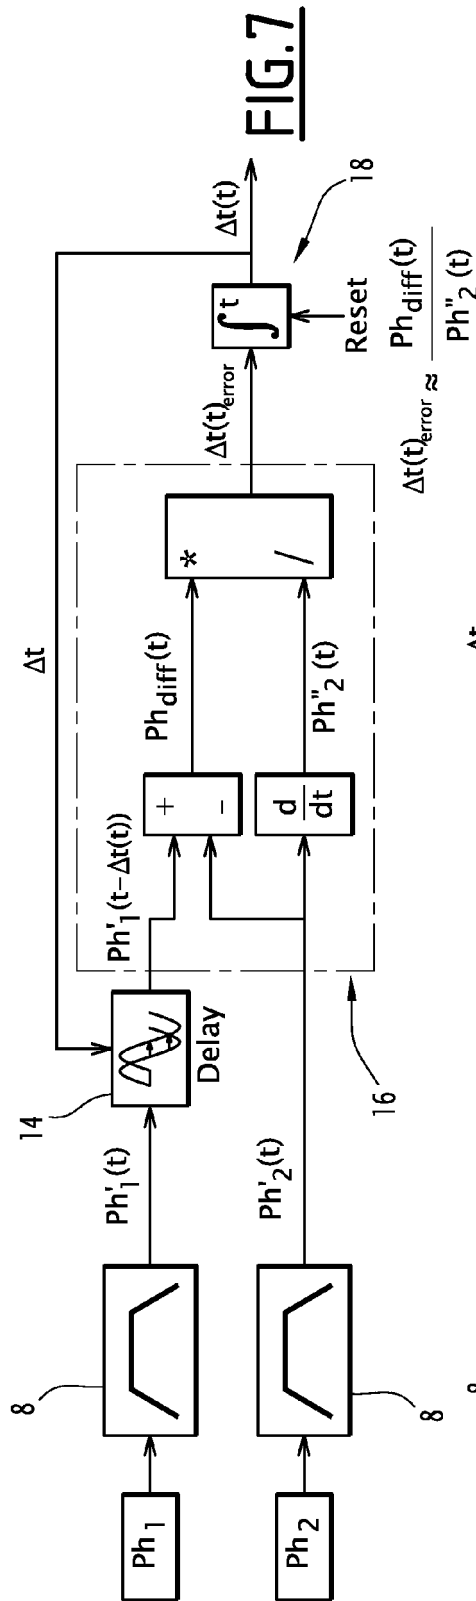 FIG.7
Δt
Δt(t)
18
∫ t
Reset
Δt(t)error
Δt(t)error ≈ Phdiff(t) / Ph"2(t)
*
/
Phdiff(t)
Ph"2(t)
+
-
d
dt
Ph'1(t-Δt(t))
16
14
Delay
Ph'1(t)
Ph'2(t)
8
8
Ph1
Ph2